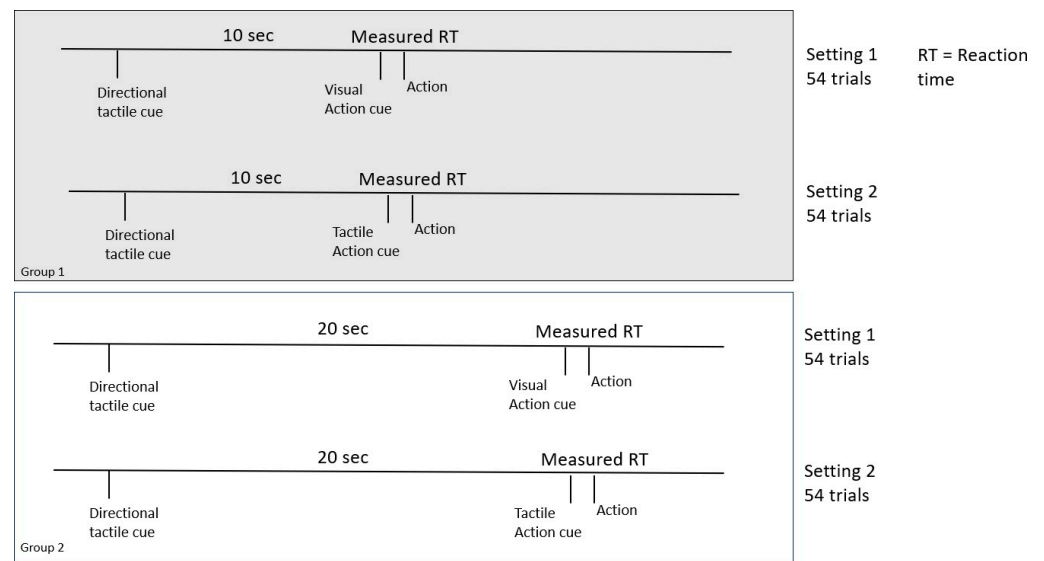 10 sec
Measured RT
Directional
tactile cue
Visual
Action cue
Action
Setting 1
54 trials
RT = Reaction
time
10 sec
Measured RT
Directional
tactile cue
Tactile
Action cue
Action
Setting 2
54 trials
Group 1
20 sec
Measured RT
Directional
tactile cue
Visual
Action cue
Action
Setting 1
54 trials
20 sec
Measured RT
Directional
tactile cue
Tactile
Action cue
Action
Setting 2
54 trials
Group 2